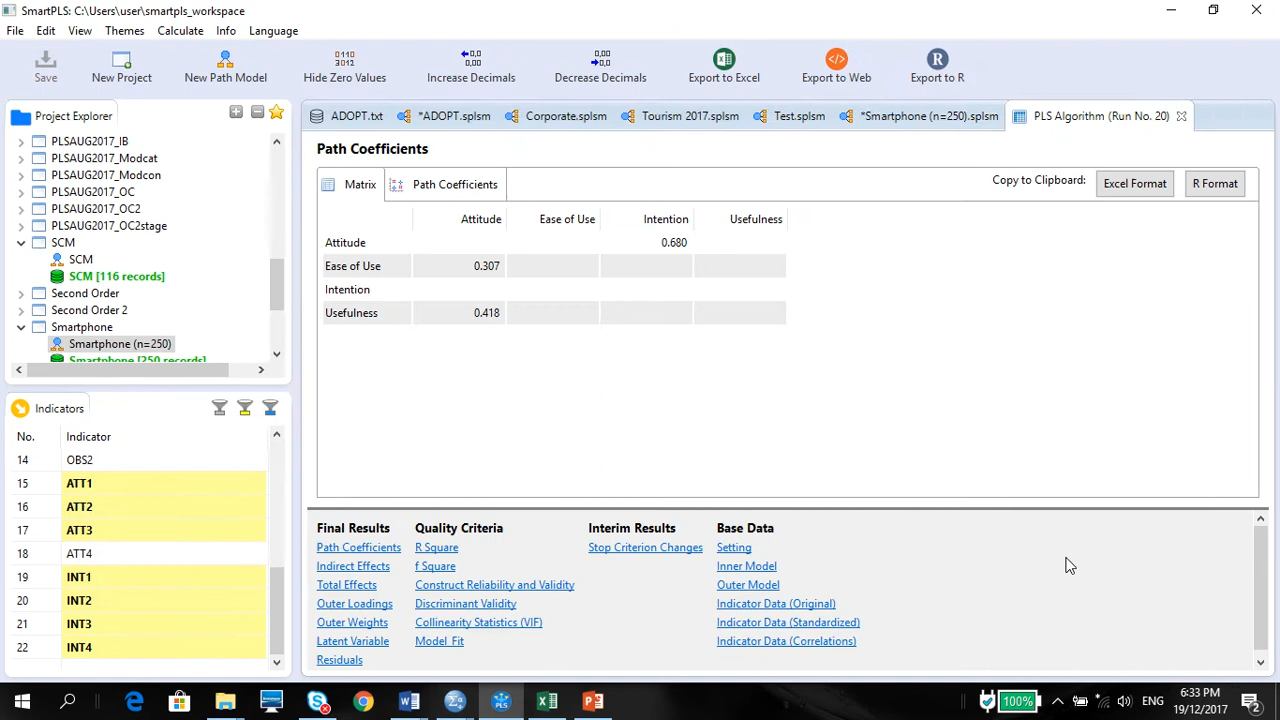 SmartPLS: C:\Users\user\smartpls_workspace
File Edit View Themes Calculate Info Language
Save New Project New Path Model Hide Zero Values Increase Decimals Decrease Decimals Export to Excel Export to Web Export to R
Project Explorer
PLSAUG2017_IB
PLSAUG2017_Modcat
PLSAUG2017_Modcon
PLSAUG2017_OC
PLSAUG2017_OC2
PLSAUG2017_OC2stage
SCM
SCM
SCM [116 records]
Second Order
Second Order 2
Smartphone
Smartphone (n=250)
Smartphone [250 records]
Indicators
No. Indicator
14 OBS2
15 ATT1
16 ATT2
17 ATT3
18 ATT4
19 INT1
20 INT2
21 INT3
22 INT4
ADOPT.txt *ADOPT.splsm Corporate.splsm Tourism 2017.splsm Test.splsm *Smartphone (n=250).splsm PLS Algorithm (Run No. 20)
Path Coefficients
Matrix Path Coefficients Copy to Clipboard: Excel Format R Format
Attitude Ease of Use Intention Usefulness
Attitude 0.680
Ease of Use 0.307
Intention
Usefulness 0.418
Final Results Quality Criteria Interim Results Base Data
Path Coefficients R Square Stop Criterion Changes Setting
Indirect Effects f Square Inner Model
Total Effects Construct Reliability and Validity Outer Model
Outer Loadings Discriminant Validity Indicator Data (Original)
Outer Weights Collinearity Statistics (VIF) Indicator Data (Standardized)
Latent Variable Model_Fit Indicator Data (Correlations)
Residuals
100% ENG 6:33 PM
19/12/2017